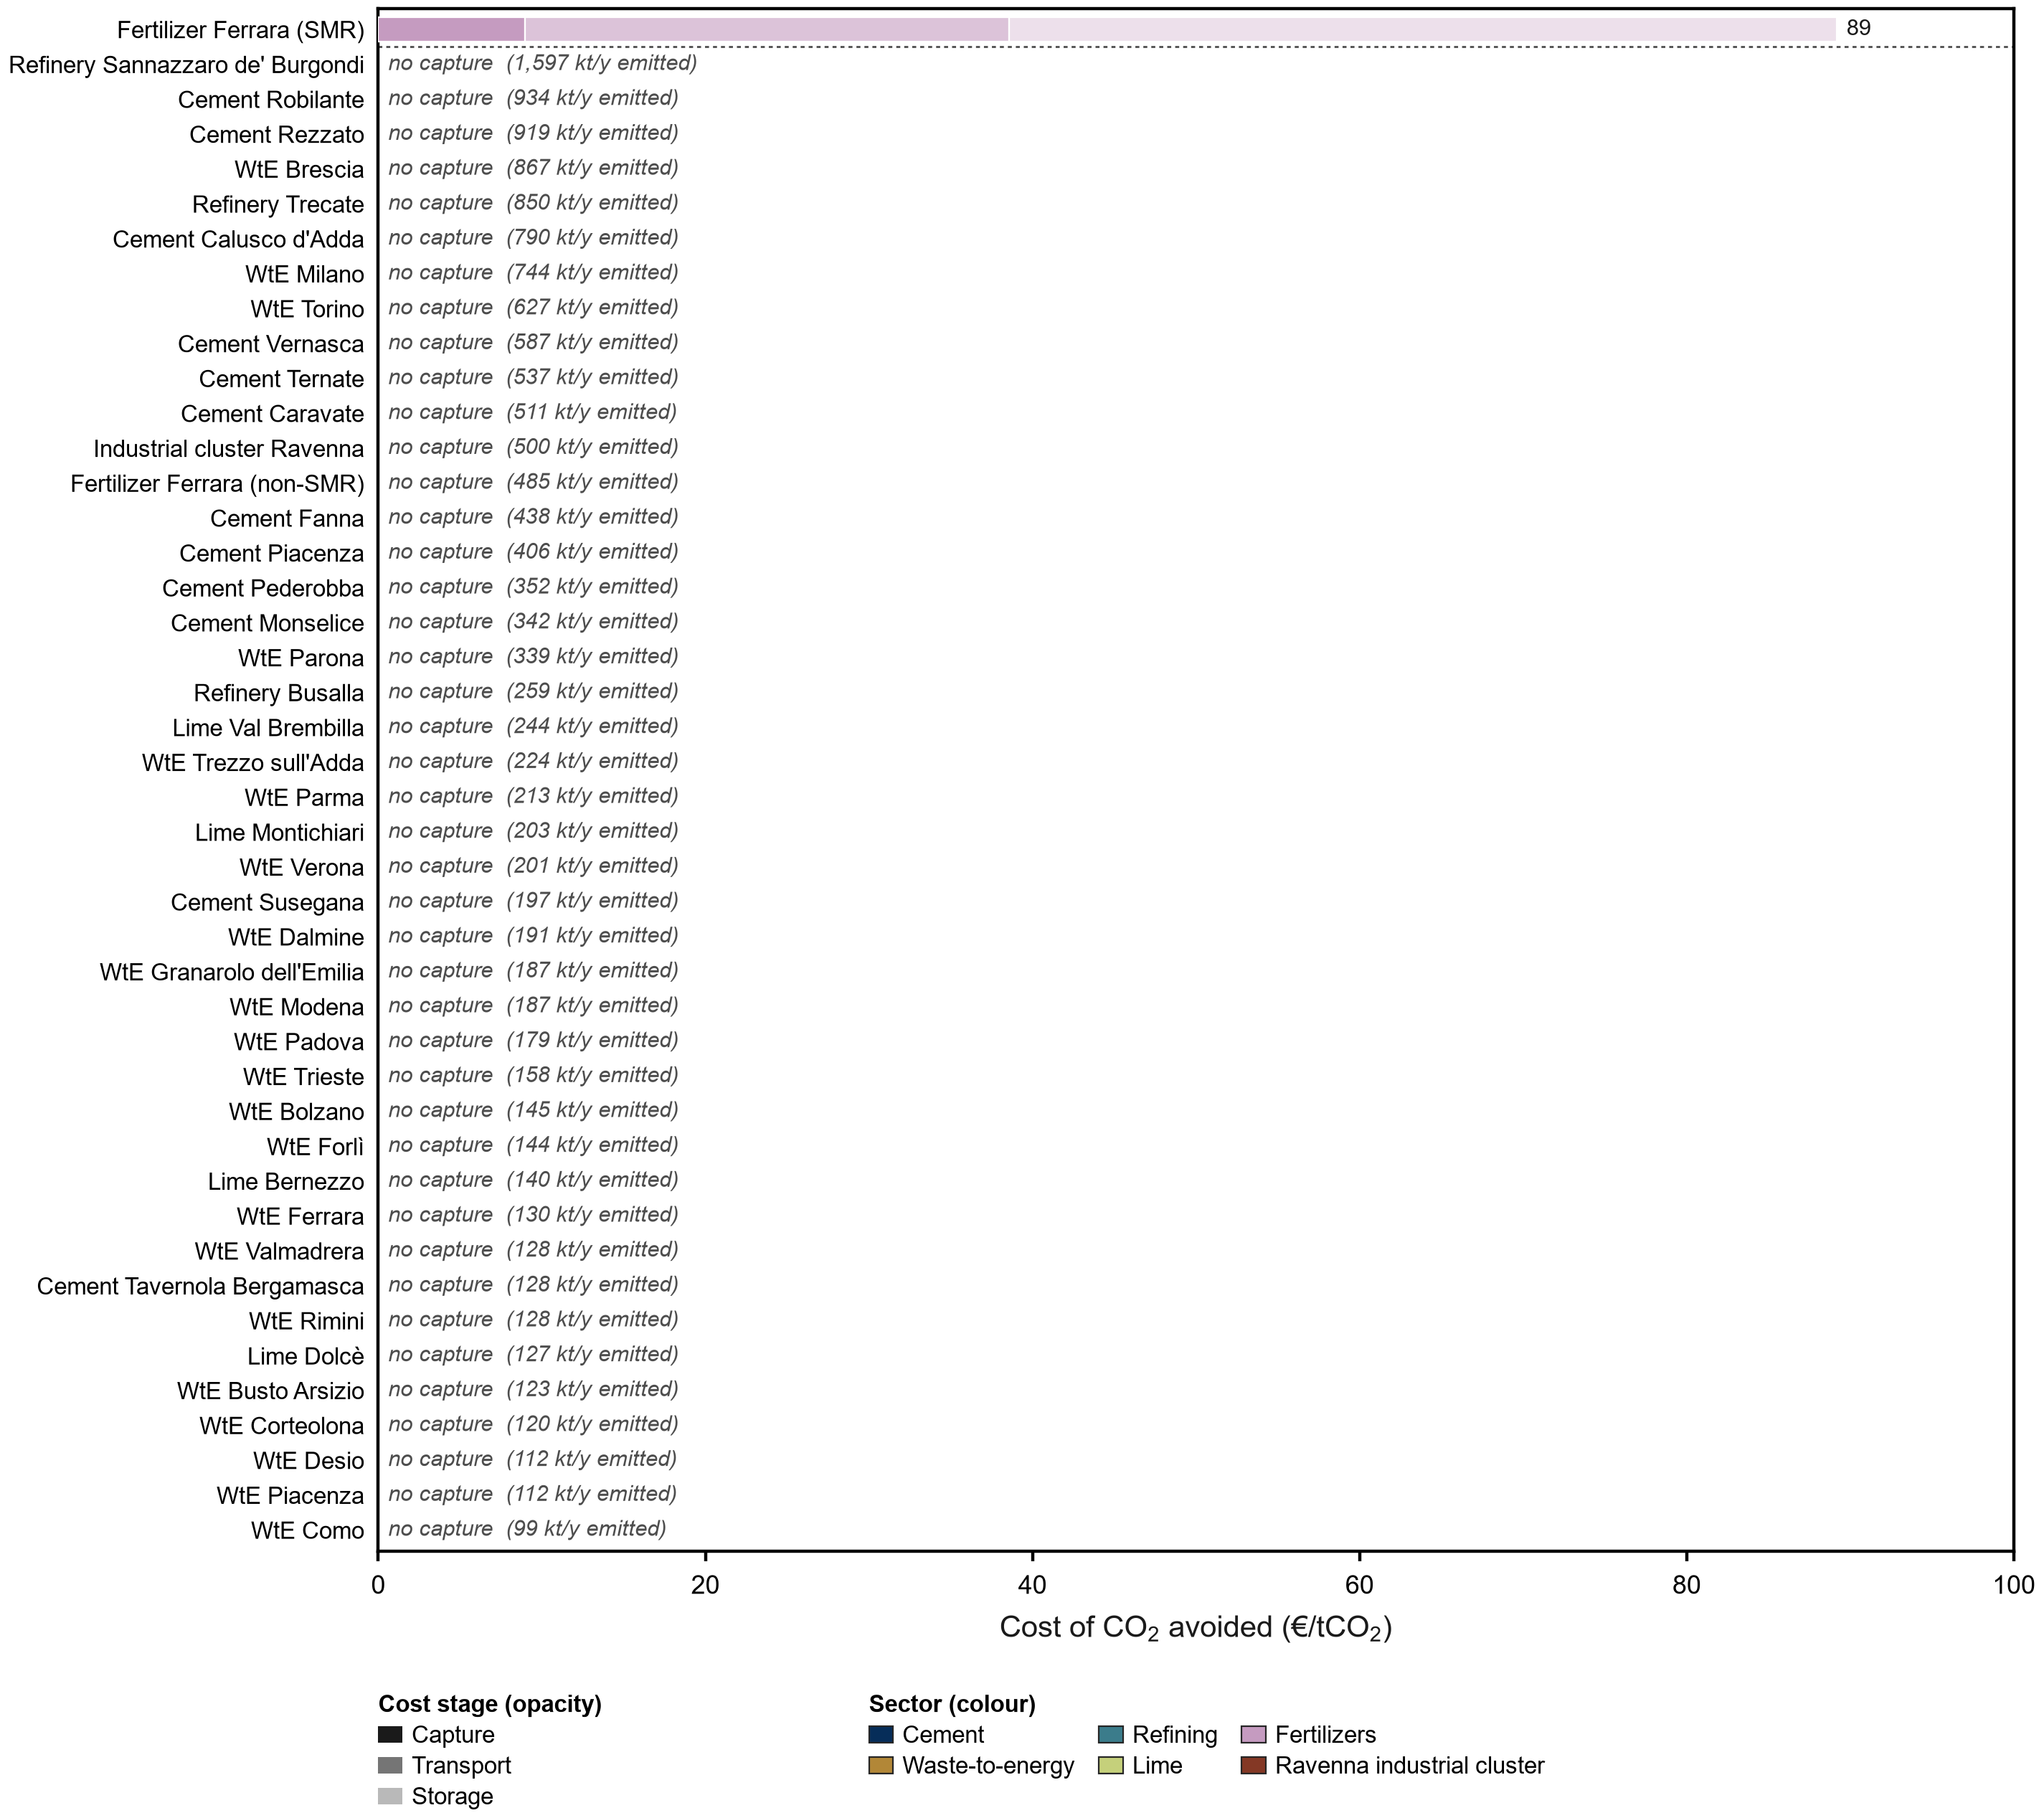 Fertilizer Ferrara (SMR) 89
Refinery Sannazzaro de' Burgondi no capture (1,597 kt/y emitted)
Cement Robilante no capture (934 kt/y emitted)
Cement Rezzato no capture (919 kt/y emitted)
WtE Brescia no capture (867 kt/y emitted)
Refinery Trecate no capture (850 kt/y emitted)
Cement Calusco d'Adda no capture (790 kt/y emitted)
WtE Milano no capture (744 kt/y emitted)
WtE Torino no capture (627 kt/y emitted)
Cement Vernasca no capture (587 kt/y emitted)
Cement Ternate no capture (537 kt/y emitted)
Cement Caravate no capture (511 kt/y emitted)
Industrial cluster Ravenna no capture (500 kt/y emitted)
Fertilizer Ferrara (non-SMR) no capture (485 kt/y emitted)
Cement Fanna no capture (438 kt/y emitted)
Cement Piacenza no capture (406 kt/y emitted)
Cement Pederobba no capture (352 kt/y emitted)
Cement Monselice no capture (342 kt/y emitted)
WtE Parona no capture (339 kt/y emitted)
Refinery Busalla no capture (259 kt/y emitted)
Lime Val Brembilla no capture (244 kt/y emitted)
WtE Trezzo sull'Adda no capture (224 kt/y emitted)
WtE Parma no capture (213 kt/y emitted)
Lime Montichiari no capture (203 kt/y emitted)
WtE Verona no capture (201 kt/y emitted)
Cement Susegana no capture (197 kt/y emitted)
WtE Dalmine no capture (191 kt/y emitted)
WtE Granarolo dell'Emilia no capture (187 kt/y emitted)
WtE Modena no capture (187 kt/y emitted)
WtE Padova no capture (179 kt/y emitted)
WtE Trieste no capture (158 kt/y emitted)
WtE Bolzano no capture (145 kt/y emitted)
WtE Forlì no capture (144 kt/y emitted)
Lime Bernezzo no capture (140 kt/y emitted)
WtE Ferrara no capture (130 kt/y emitted)
WtE Valmadrera no capture (128 kt/y emitted)
Cement Tavernola Bergamasca no capture (128 kt/y emitted)
WtE Rimini no capture (128 kt/y emitted)
Lime Dolcè no capture (127 kt/y emitted)
WtE Busto Arsizio no capture (123 kt/y emitted)
WtE Corteolona no capture (120 kt/y emitted)
WtE Desio no capture (112 kt/y emitted)
WtE Piacenza no capture (112 kt/y emitted)
WtE Como no capture (99 kt/y emitted)
0 20 40 60 80 100
Cost of CO₂ avoided (€/tCO₂)
Cost stage (opacity)
Capture
Transport
Storage
Sector (colour)
Cement Refining Fertilizers
Waste-to-energy Lime Ravenna industrial cluster